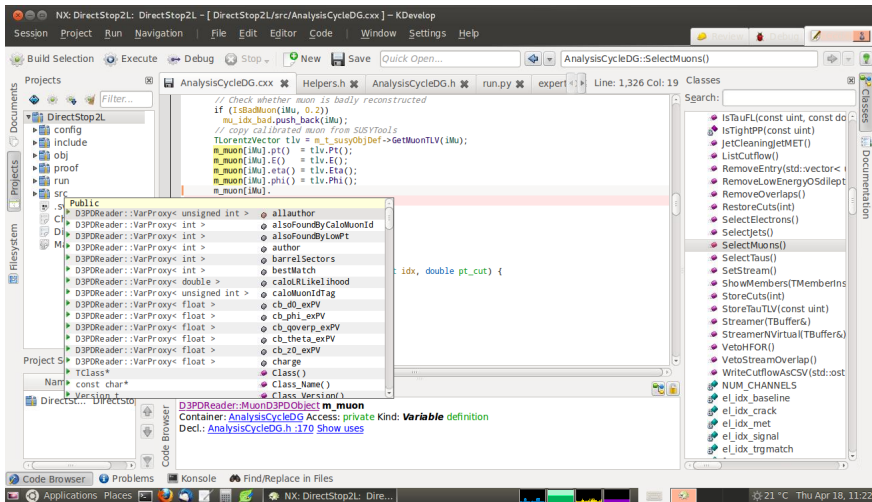 NX: DirectStop2L: DirectStop2L – [ DirectStop2L/src/AnalysisCycleDG.cxx ] — KDevelop
Session Project Run Navigation File Edit Editor Code Window Settings Help
Build Selection Execute Debug Stop New Save Quick Open... AnalysisCycleDG::SelectMuons()
Projects
AnalysisCycleDG.cxx Helpers.h AnalysisCycleDG.h run.py expert Line: 1,326 Col: 19
Classes
Documents
Projects
Filesystem
Filter...
DirectStop2L
config
include
obj
proof
run
src
// Check whether muon is badly reconstructed
if (IsBadMuon(iMu, 0.2))
mu_idx_bad.push_back(iMu);
// copy calibrated muon from SUSYTools
TLorentzVector tlv = m_t_susyObjDef->GetMuonTLV(iMu);
m_muon[iMu].pt() = tlv.Pt();
m_muon[iMu].E() = tlv.E();
m_muon[iMu].eta() = tlv.Eta();
m_muon[iMu].phi() = tlv.Phi();
m_muon[iMu].
idx, double pt_cut) {
Public
D3PDReader::VarProxy< unsigned int > allauthor
D3PDReader::VarProxy< int > alsoFoundByCaloMuonId
D3PDReader::VarProxy< int > alsoFoundByLowPt
D3PDReader::VarProxy< int > author
D3PDReader::VarProxy< int > barrelSectors
D3PDReader::VarProxy< int > bestMatch
D3PDReader::VarProxy< double > caloLRLikelihood
D3PDReader::VarProxy< unsigned int > caloMuonIdTag
D3PDReader::VarProxy< float > cb_d0_exPV
D3PDReader::VarProxy< float > cb_phi_exPV
D3PDReader::VarProxy< float > cb_qoverp_exPV
D3PDReader::VarProxy< float > cb_theta_exPV
D3PDReader::VarProxy< float > cb_z0_exPV
D3PDReader::VarProxy< float > charge
TClass* Class()
const char* Class_Name()
Version_t Class_Version()
Project S
Nam
DirectSt... DirectSto
Code Browser
D3PDReader::MuonD3PDObject m_muon
Container: AnalysisCycleDG Access: private Kind: Variable definition
Decl.: AnalysisCycleDG.h :170 Show uses
Search:
IsTauFL(const uint, const do
IsTightPP(const uint)
JetCleaningJetMET()
ListCutflow()
RemoveEntry(std::vector<
RemoveLowEnergyOSdilept
RemoveOverlaps()
RestoreCuts(int)
SelectElectrons()
SelectJets()
SelectMuons()
SelectTaus()
SetStream()
ShowMembers(TMemberIns
StoreCuts(int)
StoreTauTLV(const uint)
Streamer(TBuffer&)
StreamerNVirtual(TBuffer&)
VetoHFOR()
VetoStreamOverlap()
WriteCutflowAsCSV(std::ost
NUM_CHANNELS
el_idx_baseline
el_idx_crack
el_idx_met
el_idx_signal
el_idx_trgmatch
Classes
Documentation
Code Browser Problems Konsole Find/Replace in Files
Applications Places NX: DirectStop2L: Dire... 21 °C Thu Apr 18, 11:22